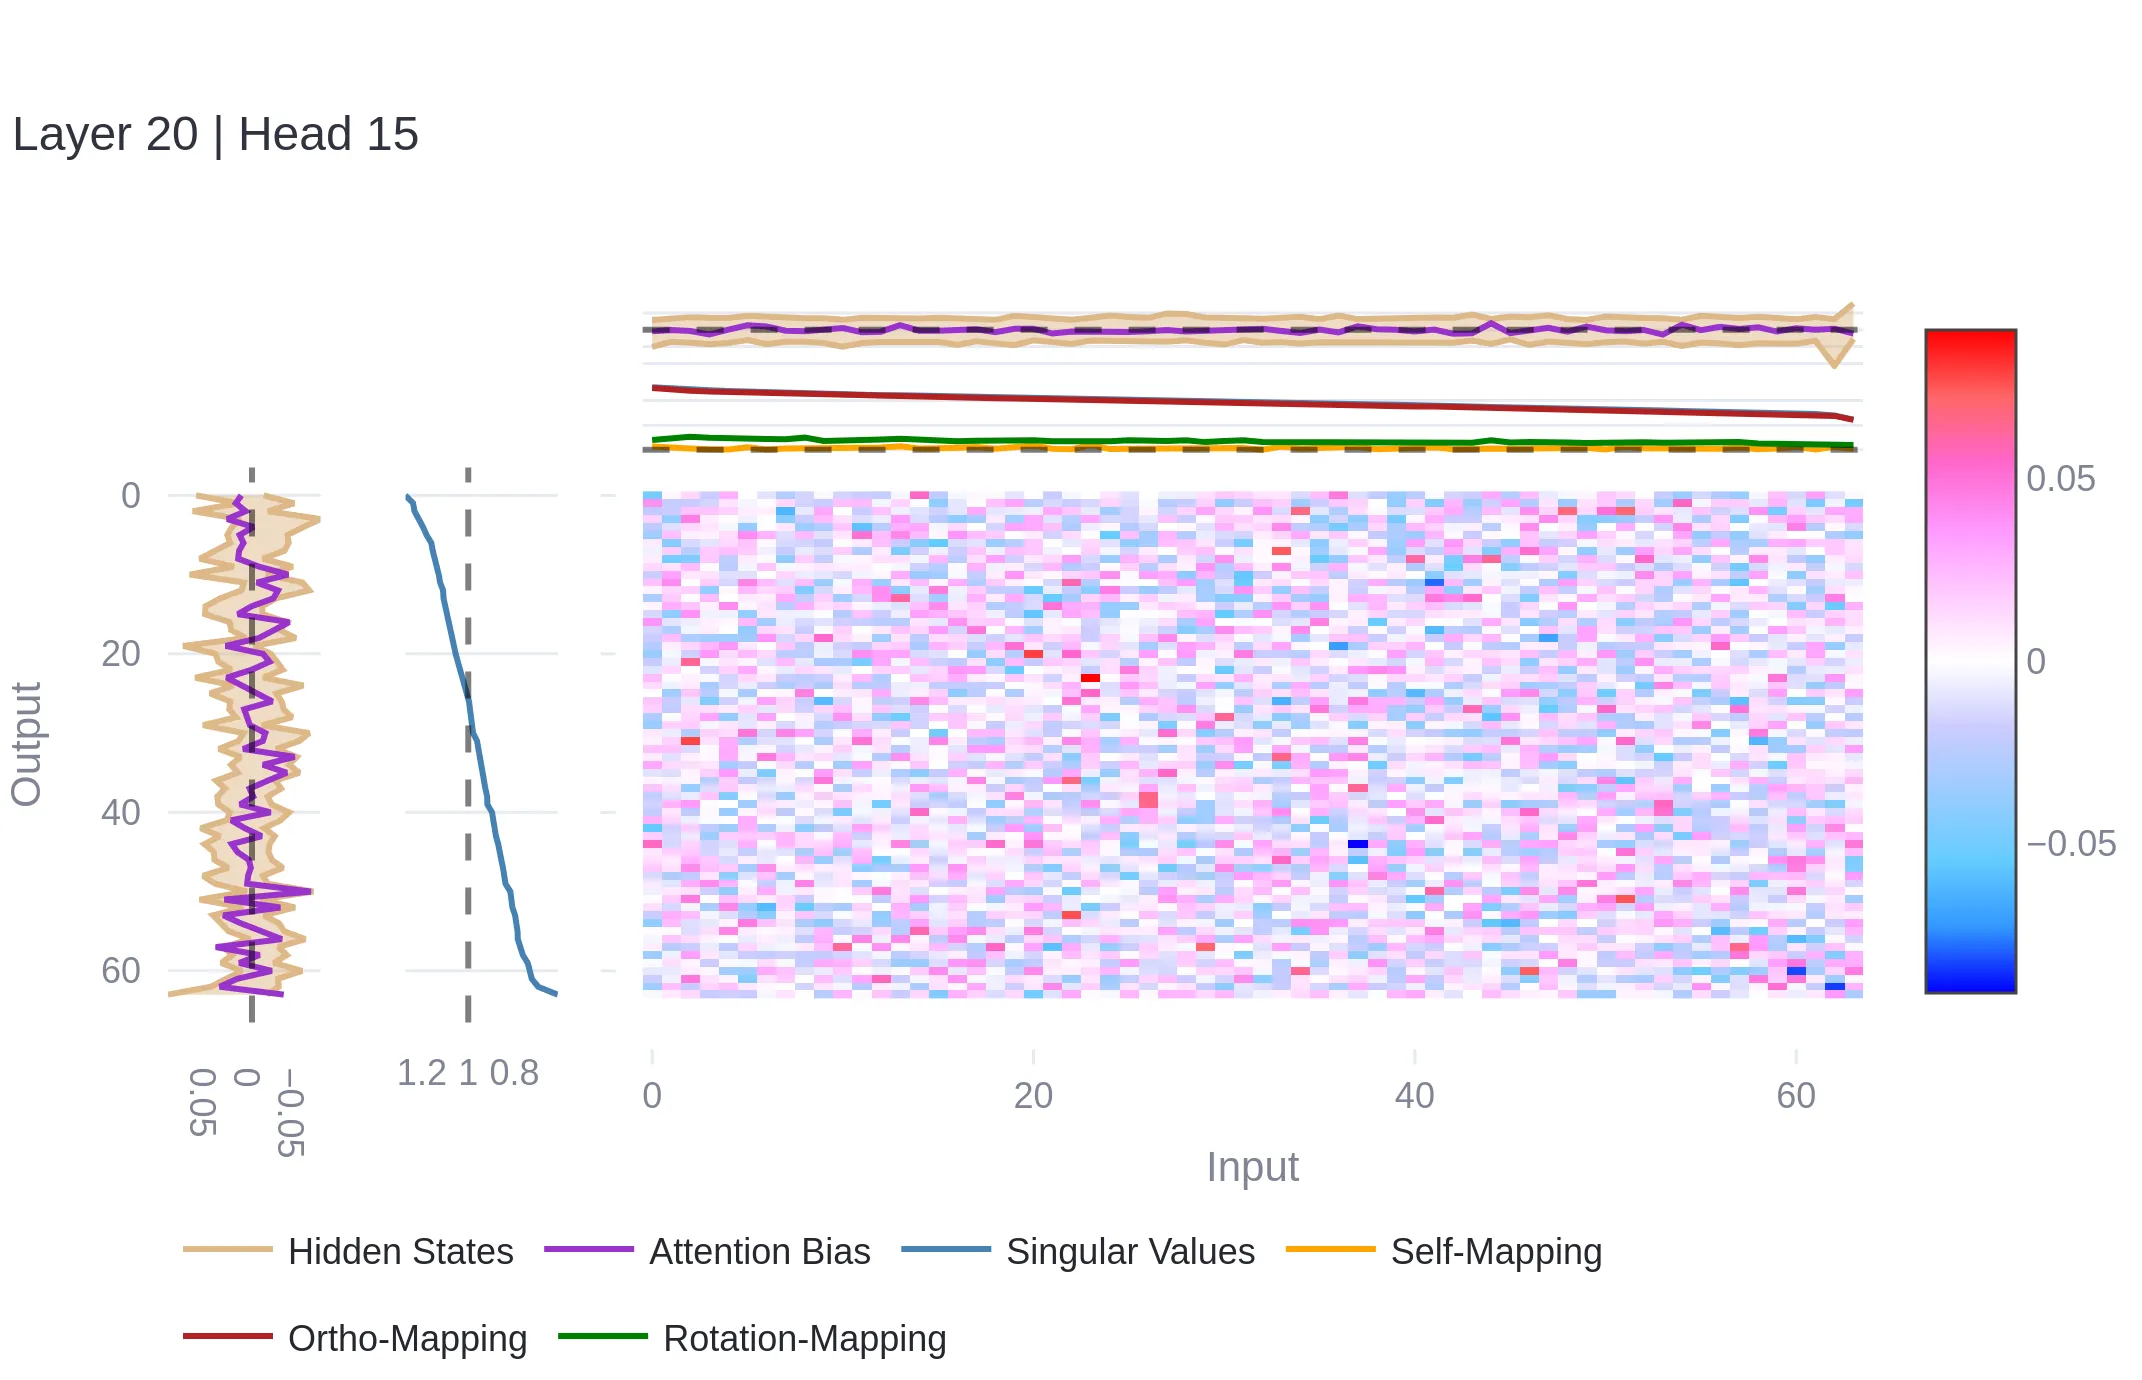 Layer 20 | Head 15
0
20
40
60
Output
0.05
0
−0.05
1.2 1 0.8
0
20
40
60
Input
0.05
0
−0.05
Hidden States
Attention Bias
Singular Values
Self-Mapping
Ortho-Mapping
Rotation-Mapping